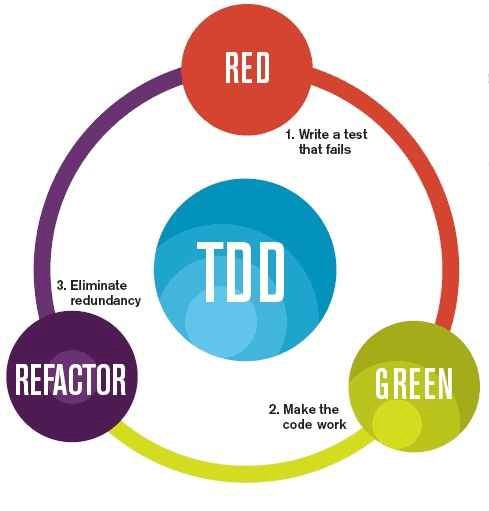 RED
1. Write a test
that fails
TDD
3. Eliminate
redundancy
REFACTOR
GREEN
2. Make the
code work